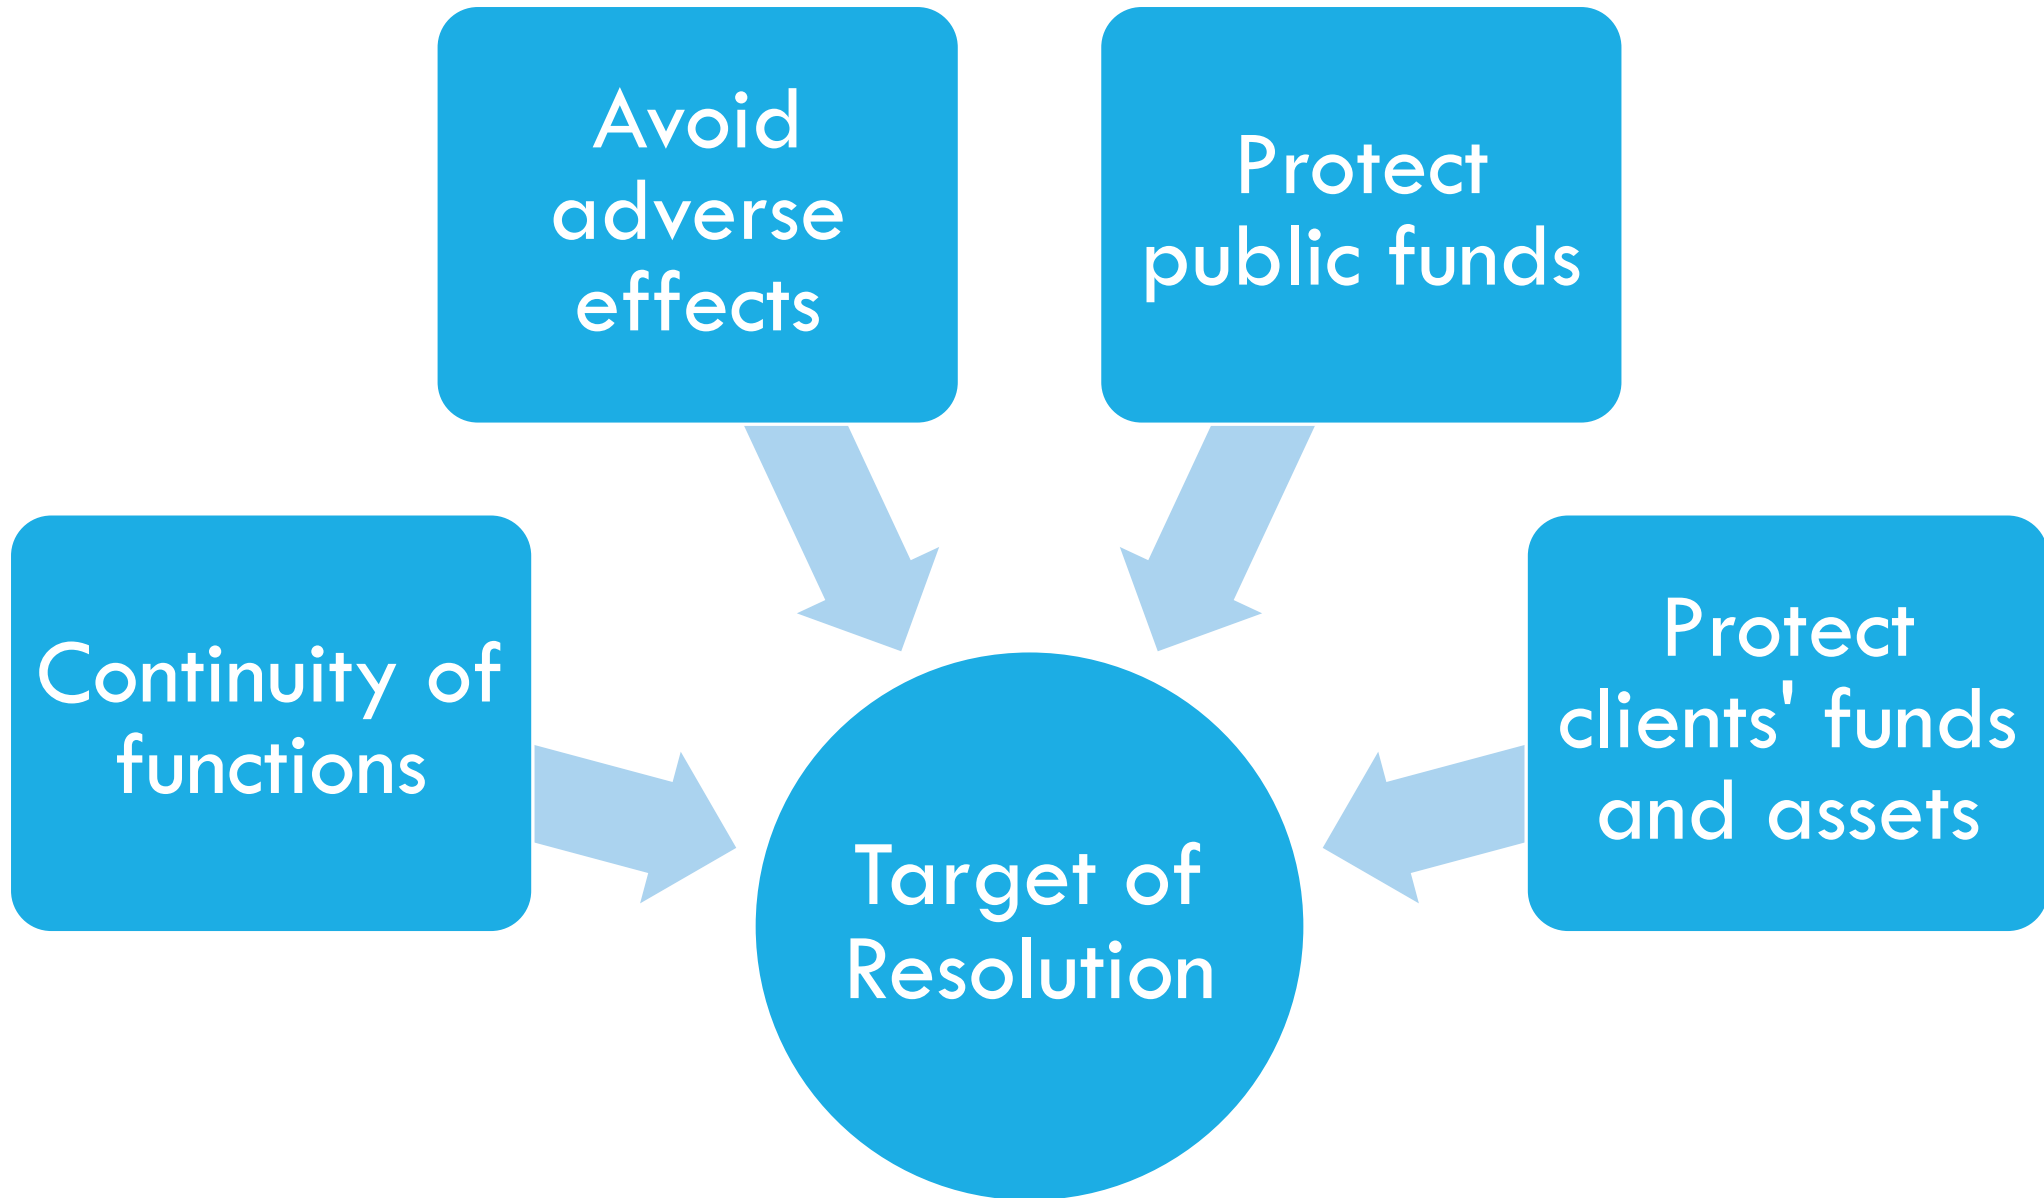 Avoid
adverse
effects
Protect
public funds
Continuity of
functions
Protect
clients' funds
and assets
Target of
Resolution